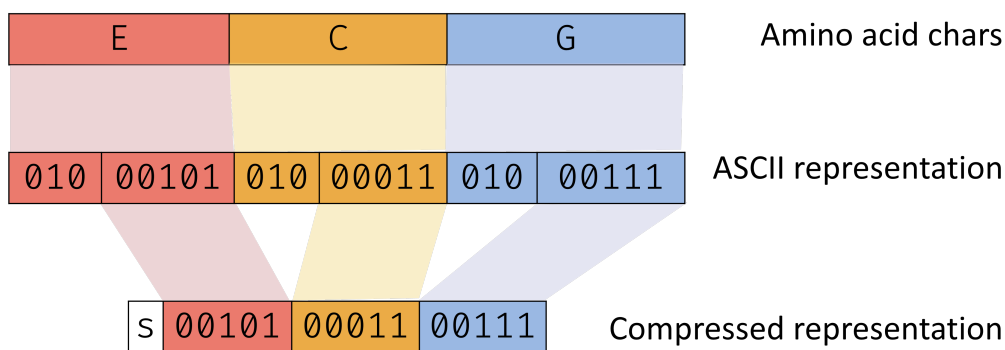 E C G Amino acid chars
010 00101 010 00011 010 00111 ASCII representation
s 00101 00011 00111 Compressed representation